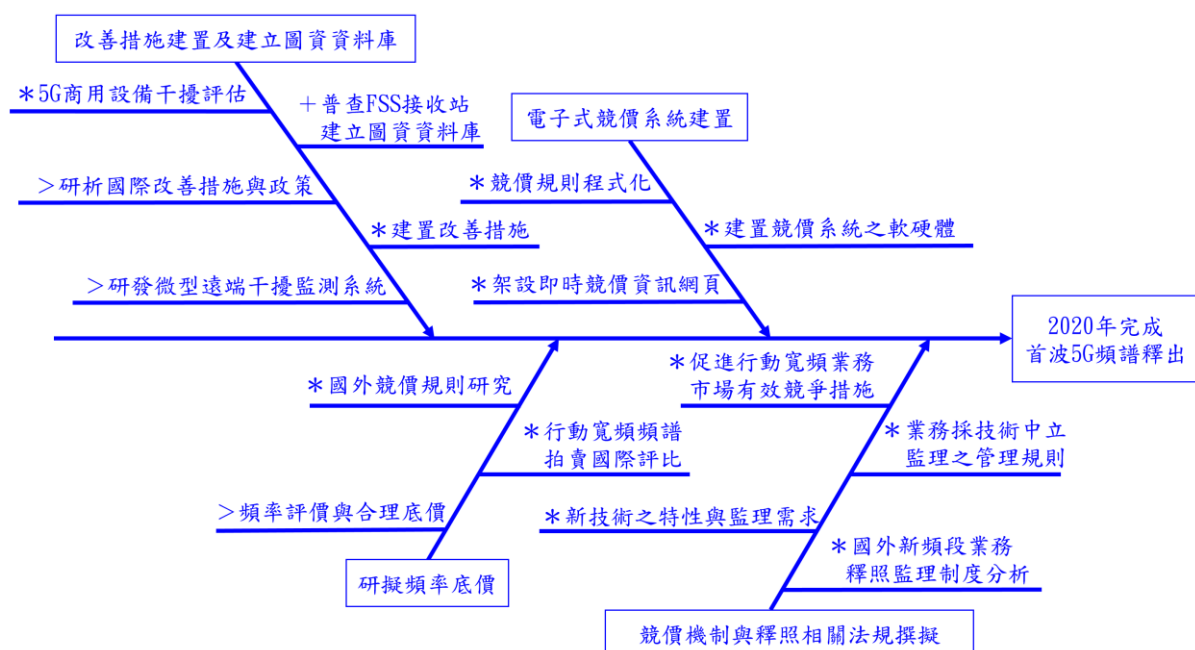 改善措施建置及建立圖資資料庫
＊5G商用設備干擾評估
＋普查FSS接收站
建立圖資資料庫
＞研析國際改善措施與政策
＊建置改善措施
＞研發微型遠端干擾監測系統
電子式競價系統建置
＊競價規則程式化
＊建置競價系統之軟硬體
＊架設即時競價資訊網頁
2020年完成
首波5G頻譜釋出
＊國外競價規則研究
＊行動寬頻頻譜
拍賣國際評比
＞頻率評價與合理底價
研擬頻率底價
＊促進行動寬頻業務
市場有效競爭措施
＊業務採技術中立
監理之管理規則
＊新技術之特性與監理需求
＊國外新頻段業務
釋照監理制度分析
競價機制與釋照相關法規撰擬